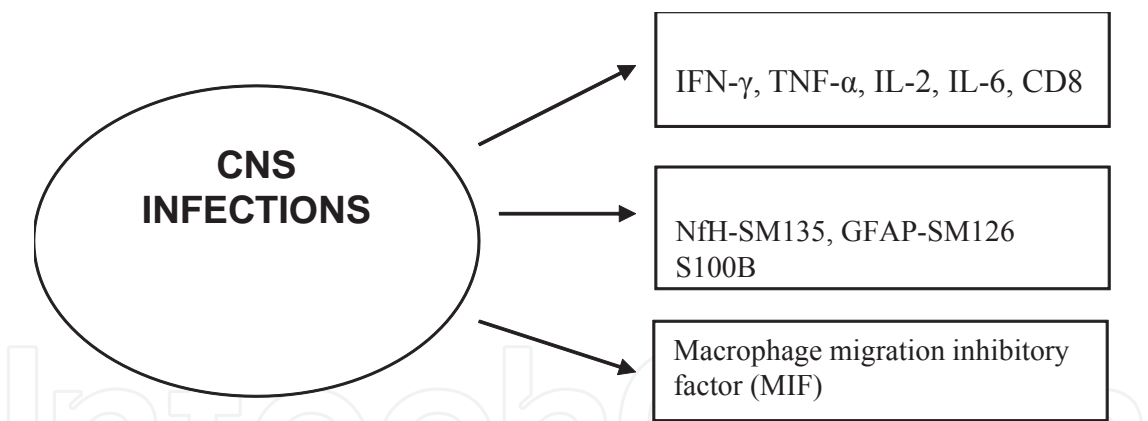 CNS
INFECTIONS
IFN-γ, TNF-α, IL-2, IL-6, CD8
NfH-SM135, GFAP-SM126
S100B
Macrophage migration inhibitory
factor (MIF)